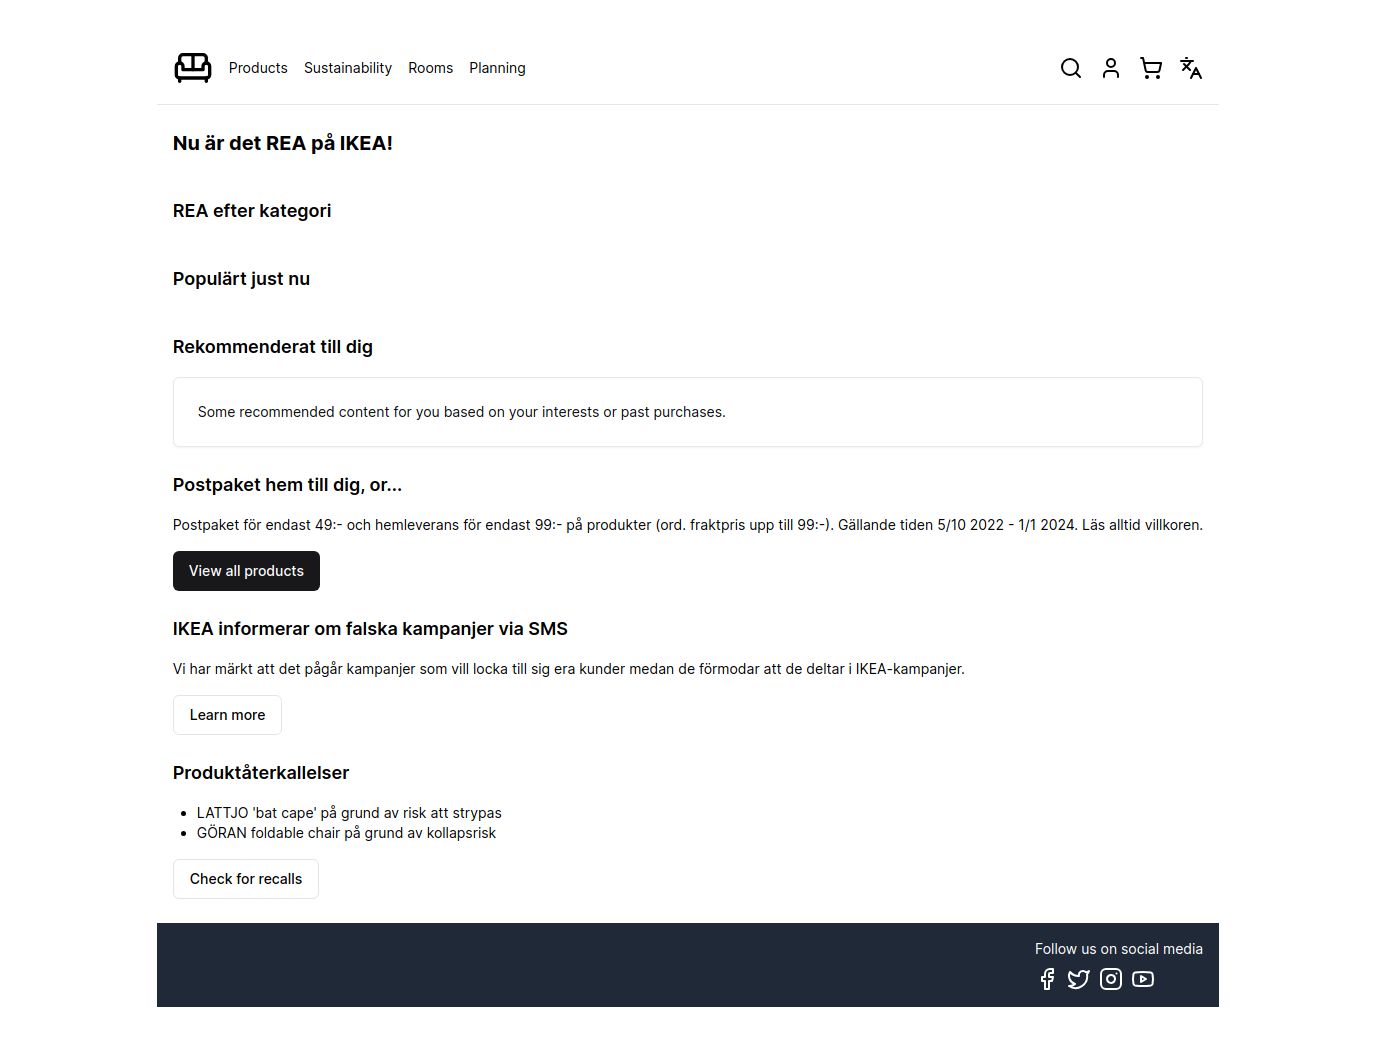 Products Sustainability Rooms Planning
Nu är det REA på IKEA!
REA efter kategori
Populärt just nu
Rekommenderat till dig
Some recommended content for you based on your interests or past purchases.
Postpaket hem till dig, or...
Postpaket för endast 49:- och hemleverans för endast 99:- på produkter (ord. fraktpris upp till 99:-). Gällande tiden 5/10 2022 - 1/1 2024. Läs alltid villkoren.
View all products
IKEA informerar om falska kampanjer via SMS
Vi har märkt att det pågår kampanjer som vill locka till sig era kunder medan de förmodar att de deltar i IKEA-kampanjer.
Learn more
Produktåterkallelser
LATTJO 'bat cape' på grund av risk att strypas
GÖRAN foldable chair på grund av kollapsrisk
Check for recalls
Follow us on social media